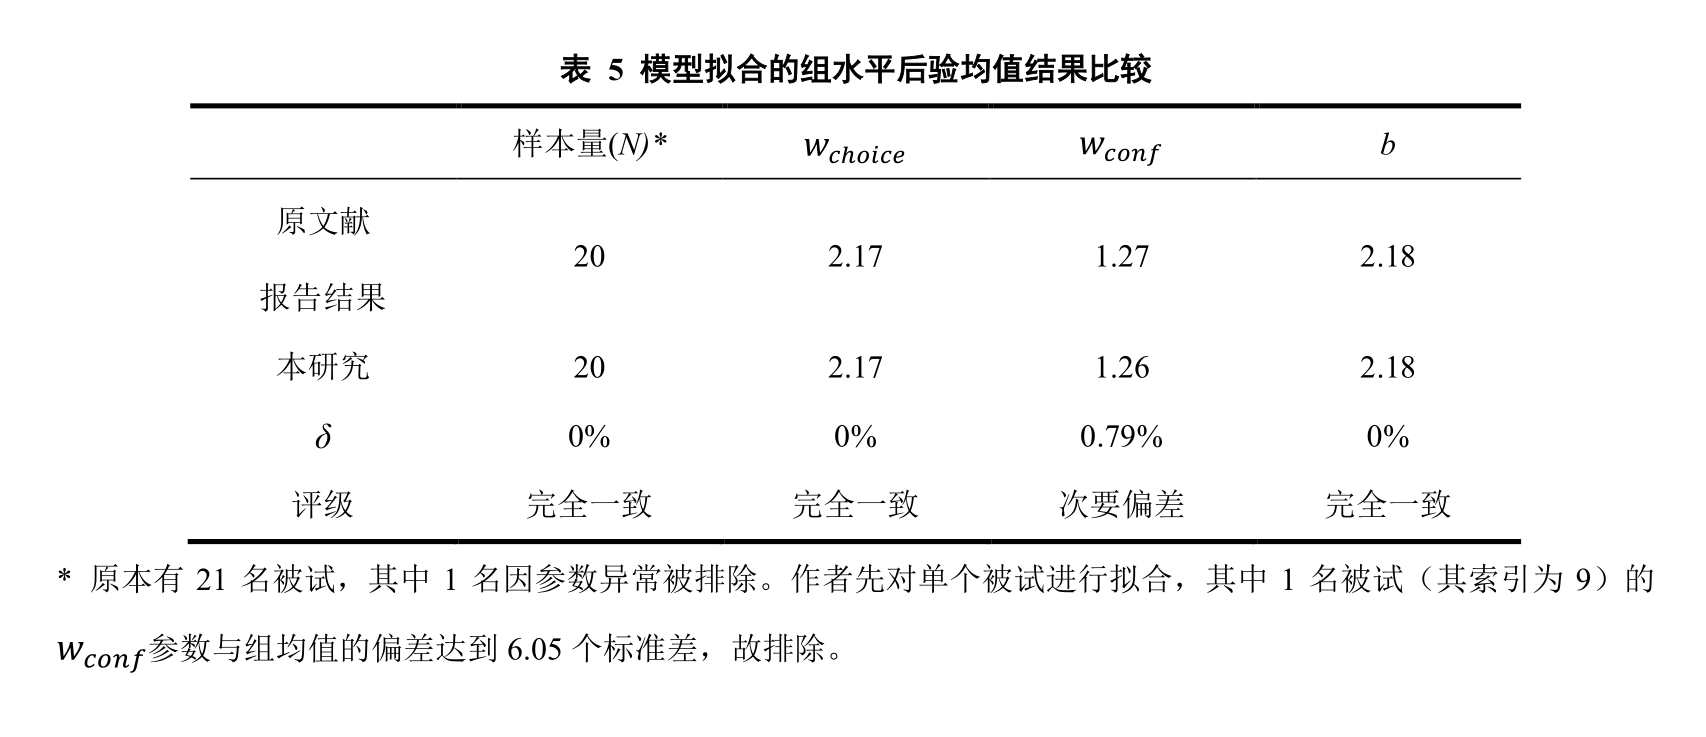 表 5 模型拟合的组水平后验均值结果比较
样本量(N)* w_choice w_conf b
原文献
报告结果 20 2.17 1.27 2.18
本研究 20 2.17 1.26 2.18
δ 0% 0% 0.79% 0%
评级 完全一致 完全一致 次要偏差 完全一致
* 原本有 21 名被试，其中 1 名因参数异常被排除。作者先对单个被试进行拟合，其中 1 名被试（其索引为 9）的
w_conf参数与组均值的偏差达到 6.05 个标准差，故排除。